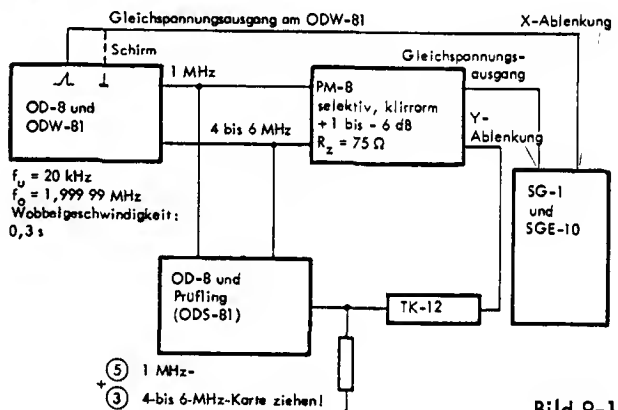 Gleichspannungsausgang am ODW-81
X-Ablenkung
Schirm
OD-8 und
ODW-81
1 MHz
4 bis 6 MHz
PM-8
selektiv, klirrarm
+ 1 bis - 6 dB
Rz = 75 Ω
Gleichspannungs-
ausgang
Y-
Ablenkung
fu = 20 kHz
fo = 1,999 99 MHz
Wobbelgeschwindigkeit:
0,3 s
SG-1
und
SGE-10
OD-8 und
Prüfling
(ODS-81)
TK-12
+ ⑤ 1 MHz-
③ 4-bis 6-MHz-Karte ziehen!
Bild 9-1